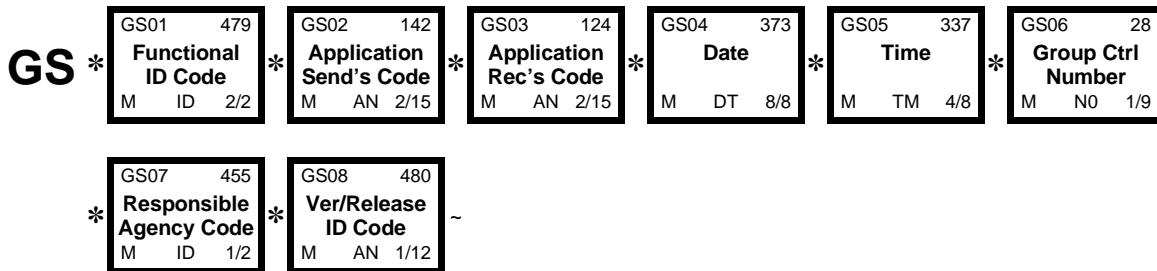 GS01 479 GS02 142 GS03 124 GS04 373 GS05 337 GS06 28
GS * Functional * Application * Application * Date * Time * Group Ctrl
ID Code Send's Code Rec's Code Number
M ID 2/2 M AN 2/15 M AN 2/15 M DT 8/8 M TM 4/8 M N0 1/9
GS07 455 GS08 480
* Responsible * Ver/Release ~
Agency Code ID Code
M ID 1/2 M AN 1/12